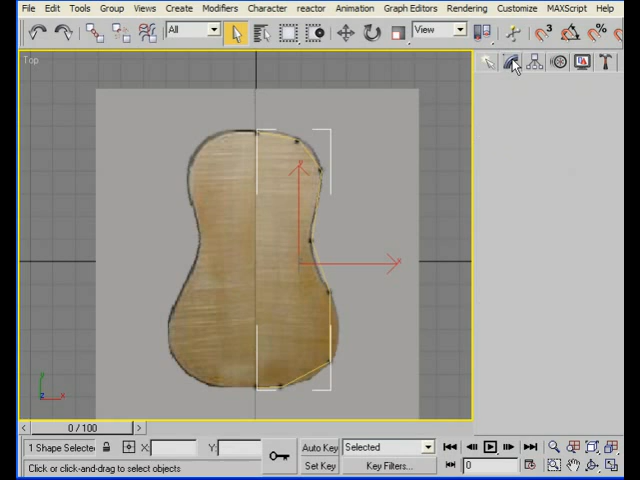 File Edit Tools Group Views Create Modifiers Character reactor Animation Graph Editors Rendering Customize MAXScript Help
All View 3 %
Top
y
x
y
x
< 0 / 100 >
1 Shape Selected X: Y: Auto Key Selected
Click or click-and-drag to select objects Set Key Key Filters... 0